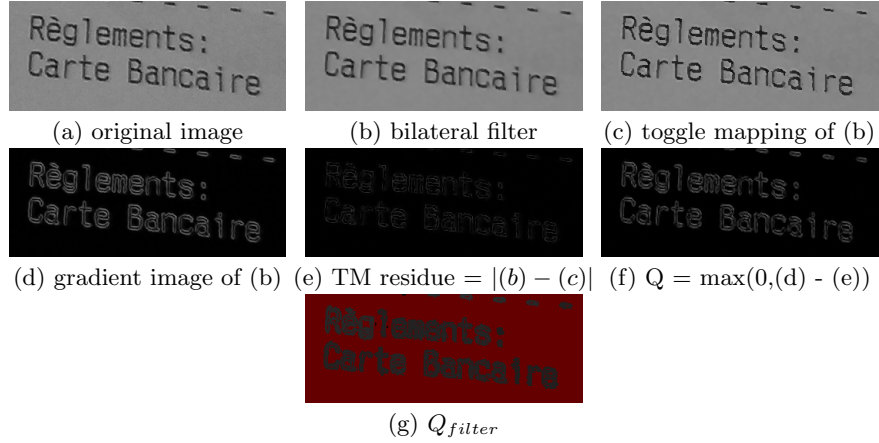 Règlements: Règlements: Règlements:
Carte Bancaire Carte Bancaire Carte Bancaire
(a) original image (b) bilateral filter (c) toggle mapping of (b)
Règlements: Règlements: Règlements:
Carte Bancaire Carte Bancaire Carte Bancaire
(d) gradient image of (b) (e) TM residue = |(b) − (c)| (f) Q = max(0,(d) - (e))
Règlements:
Carte Bancaire
(g) Q_filter